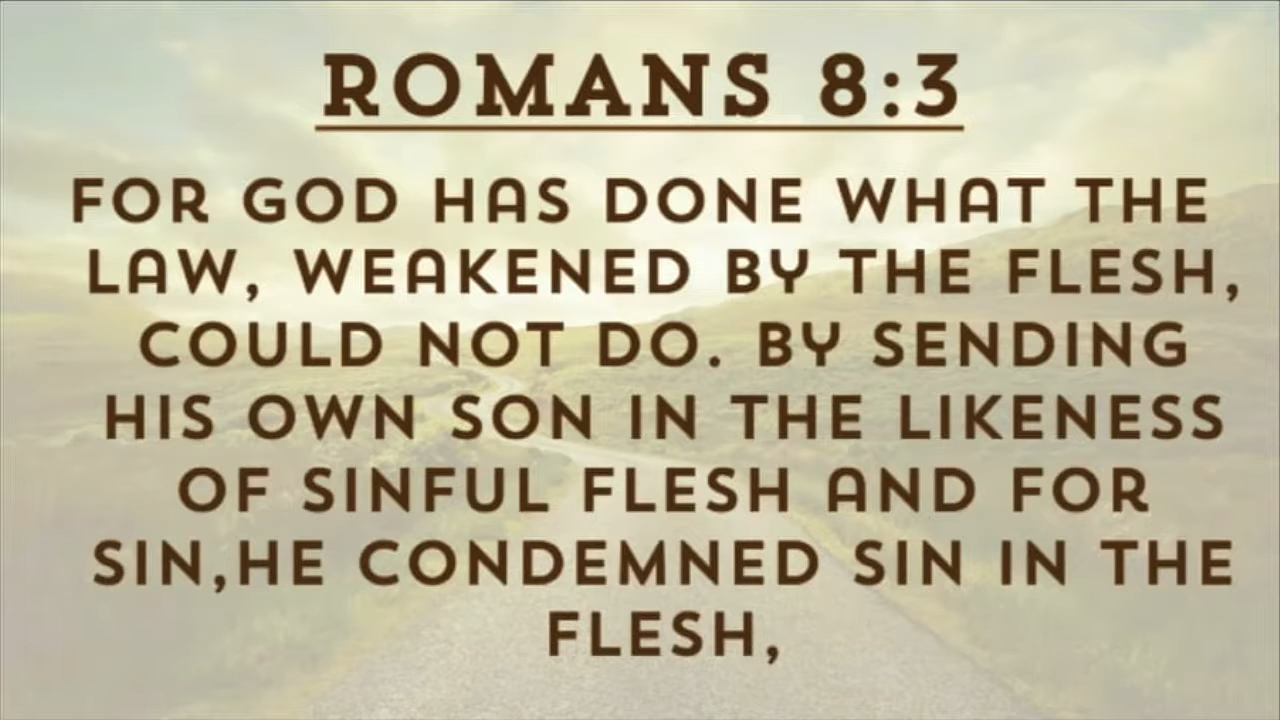 ROMANS 8:3
FOR GOD HAS DONE WHAT THE
LAW, WEAKENED BY THE FLESH,
COULD NOT DO. BY SENDING
HIS OWN SON IN THE LIKENESS
OF SINFUL FLESH AND FOR
SIN,HE CONDEMNED SIN IN THE
FLESH,